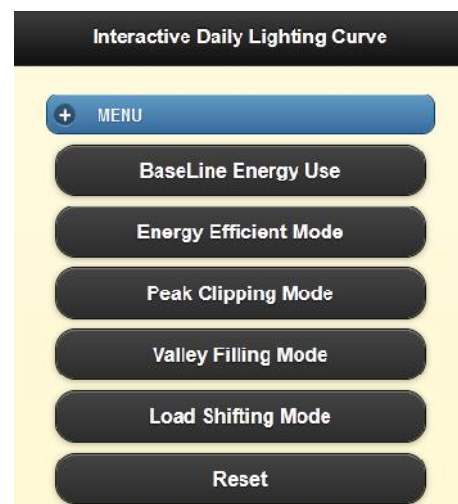 Interactive Daily Lighting Curve
MENU
BaseLine Energy Use
Energy Efficient Mode
Peak Clipping Mode
Valley Filling Mode
Load Shifting Mode
Reset